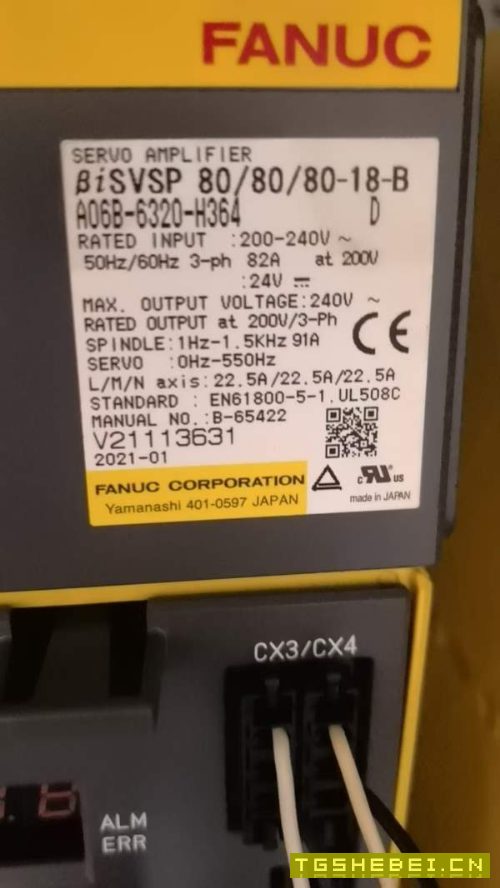 FANUC
SERVO AMPLIFIER
βiSVSP 80/80/80-18-B
A06B-6320-H364 D
RATED INPUT :200-240V ~
50Hz/60Hz 3-ph 82A at 200V
:24V ⎓
MAX. OUTPUT VOLTAGE:240V ~
RATED OUTPUT at 200V/3-Ph
SPINDLE:1Hz-1.5KHz 91A
SERVO :0Hz-550Hz
L/M/N axis:22.5A/22.5A/22.5A
STANDARD : EN61800-5-1.UL508C
MANUAL NO.:B-65422
V21113631
2021-01
CE
FANUC CORPORATION
Yamanashi 401-0597 JAPAN
c RU us
made in JAPAN
CX3/CX4
ALM
ERR
TGSHEBEI.CN